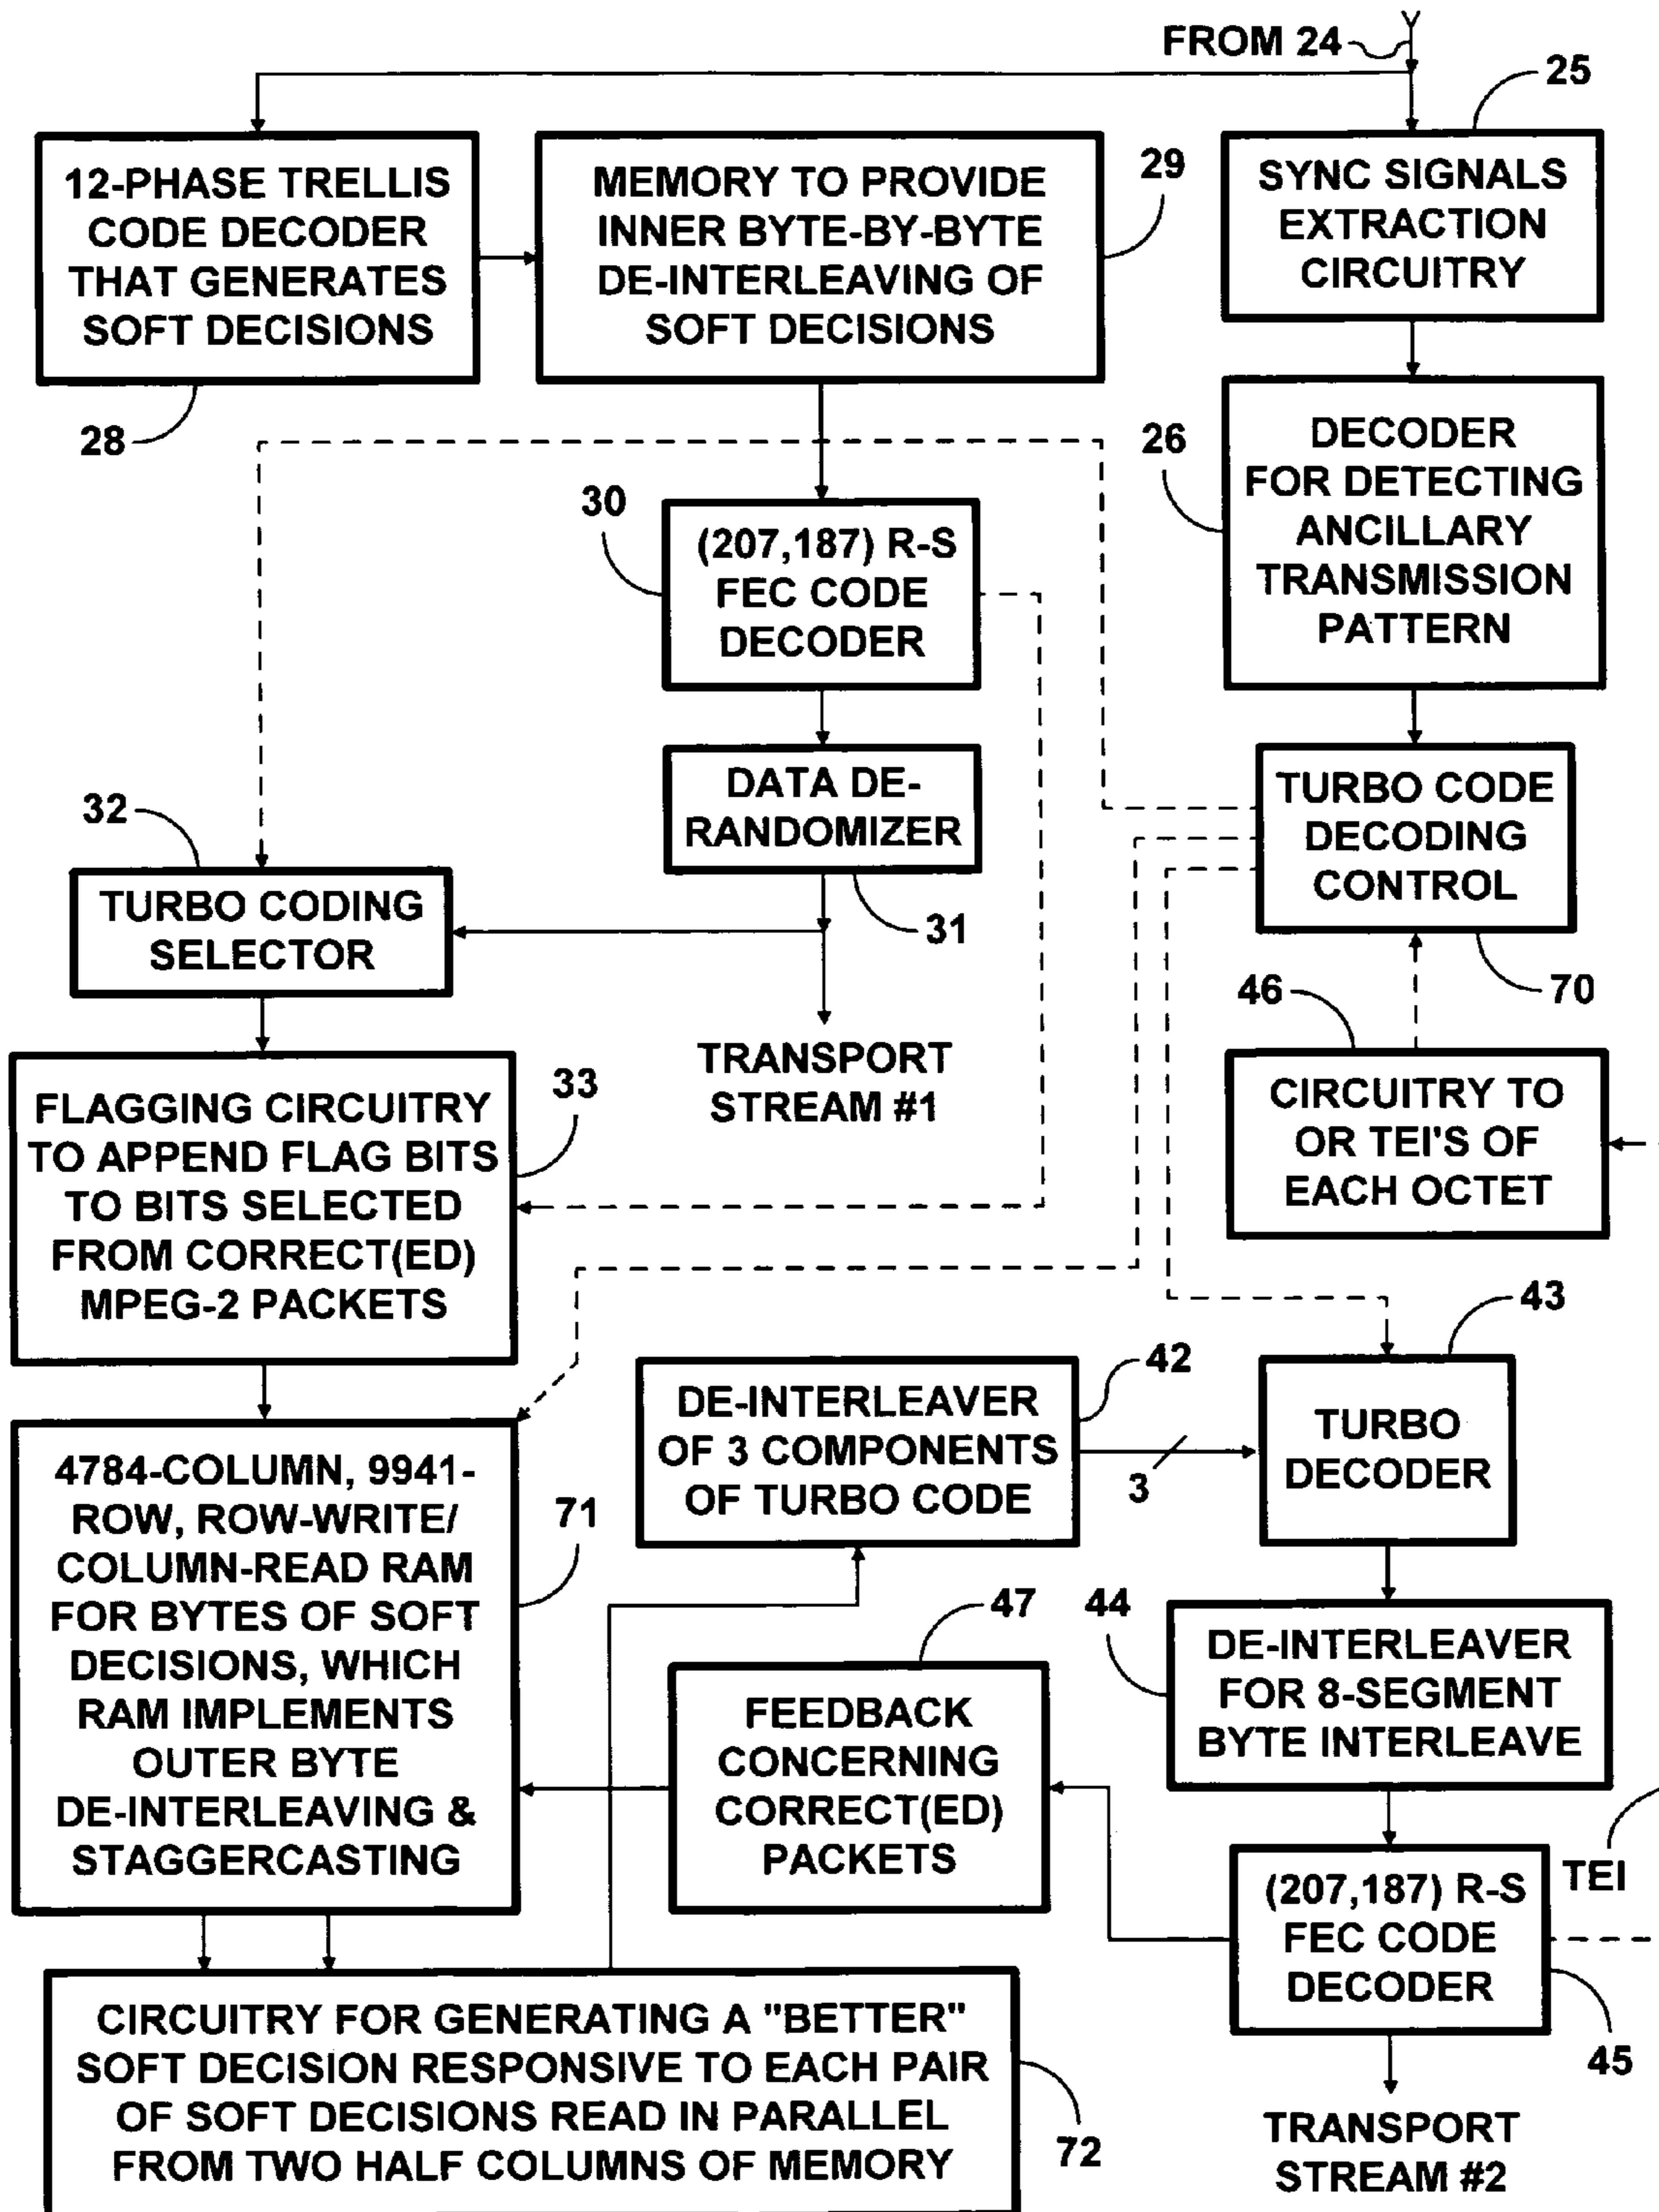 FROM 24
25
12-PHASE TRELLIS
CODE DECODER
THAT GENERATES
SOFT DECISIONS
28
MEMORY TO PROVIDE
INNER BYTE-BY-BYTE
DE-INTERLEAVING OF
SOFT DECISIONS
29
SYNC SIGNALS
EXTRACTION
CIRCUITRY
26
DECODER
FOR DETECTING
ANCILLARY
TRANSMISSION
PATTERN
30
(207,187) R-S
FEC CODE
DECODER
DATA DE-
RANDOMIZER
31
TURBO CODE
DECODING
CONTROL
70
32
TURBO CODING
SELECTOR
TRANSPORT
STREAM #1
46
CIRCUITRY TO
OR TEI'S OF
EACH OCTET
33
FLAGGING CIRCUITRY
TO APPEND FLAG BITS
TO BITS SELECTED
FROM CORRECT(ED)
MPEG-2 PACKETS
42
DE-INTERLEAVER
OF 3 COMPONENTS
OF TURBO CODE
3
43
TURBO
DECODER
71
4784-COLUMN, 9941-
ROW, ROW-WRITE/
COLUMN-READ RAM
FOR BYTES OF SOFT
DECISIONS, WHICH
RAM IMPLEMENTS
OUTER BYTE
DE-INTERLEAVING &
STAGGERCASTING
47
FEEDBACK
CONCERNING
CORRECT(ED)
PACKETS
44
DE-INTERLEAVER
FOR 8-SEGMENT
BYTE INTERLEAVE
TEI
(207,187) R-S
FEC CODE
DECODER
45
CIRCUITRY FOR GENERATING A "BETTER"
SOFT DECISION RESPONSIVE TO EACH PAIR
OF SOFT DECISIONS READ IN PARALLEL
FROM TWO HALF COLUMNS OF MEMORY
72
TRANSPORT
STREAM #2